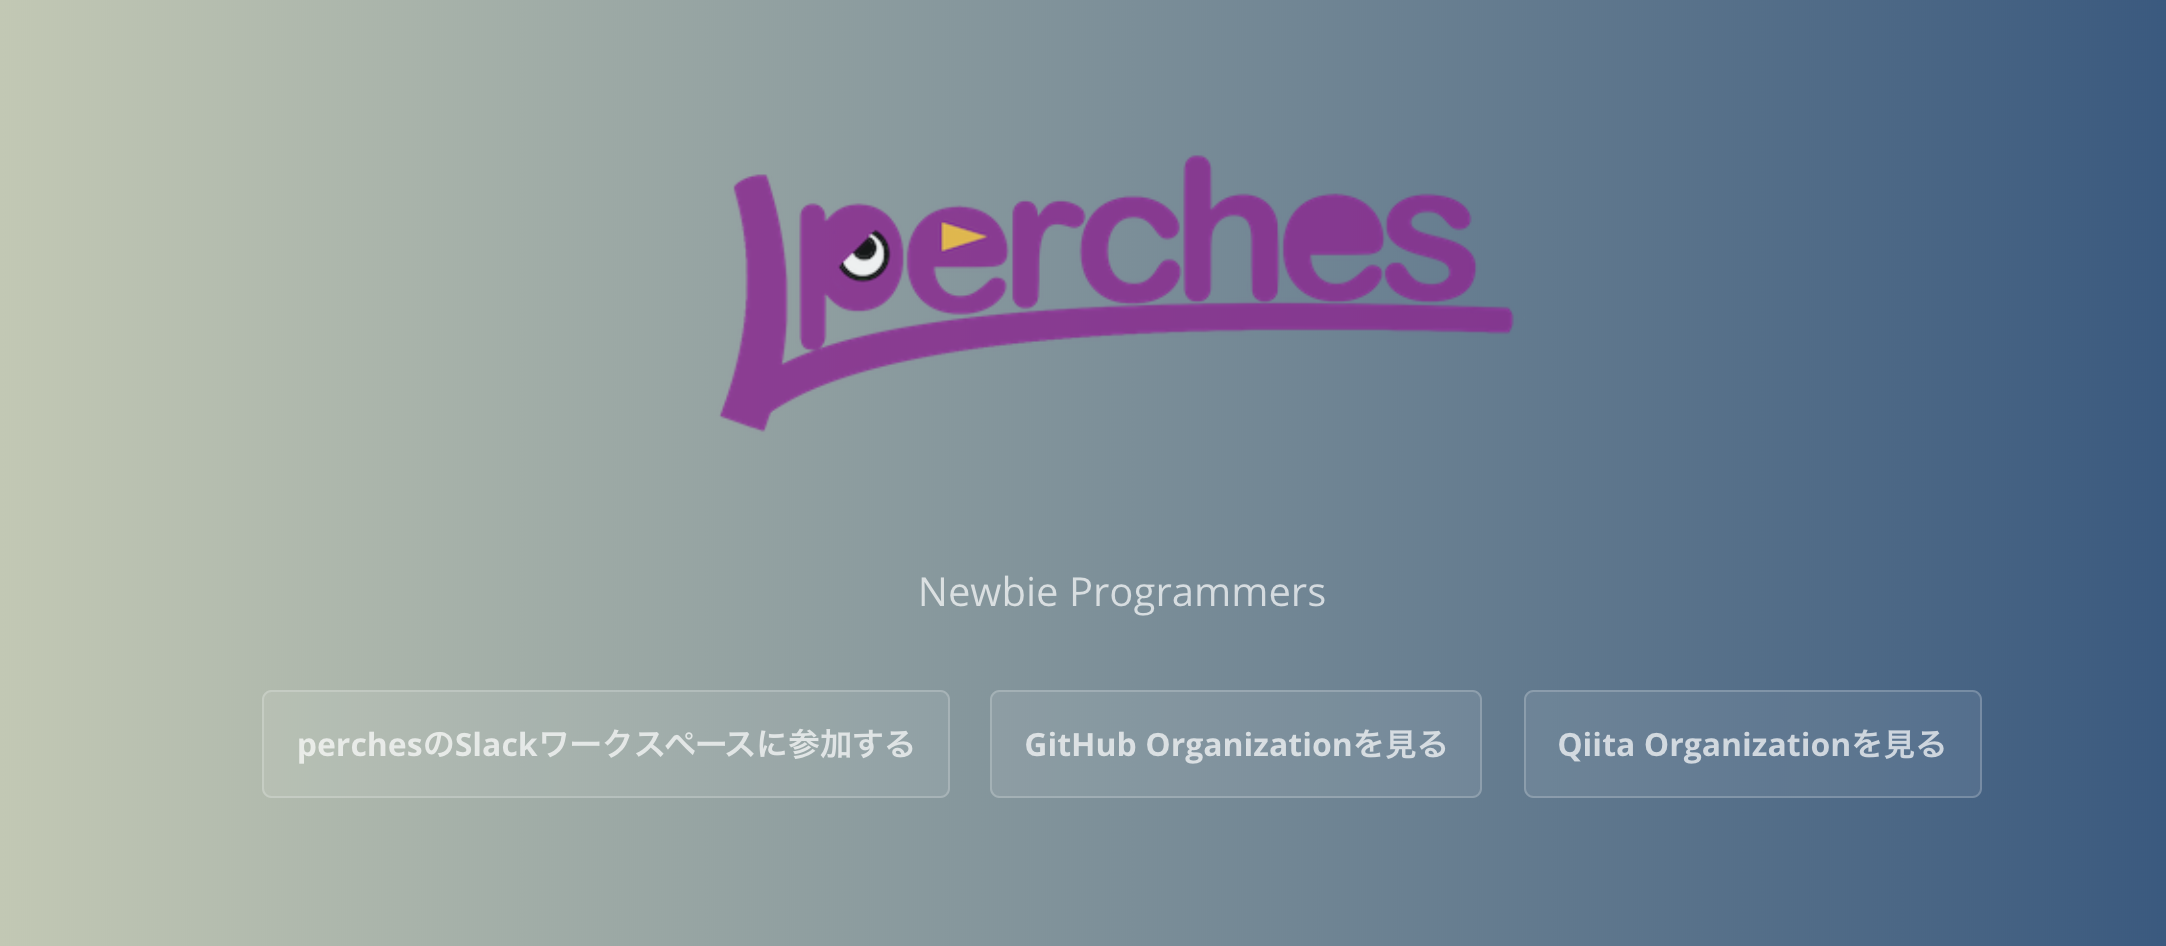 perches
Newbie Programmers
perchesのSlackワークスペースに参加する
GitHub Organizationを見る
Qiita Organizationを見る